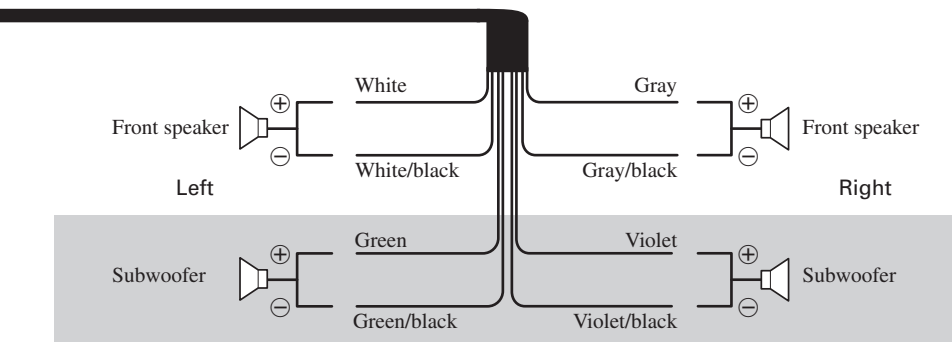 White
Gray
⊕
⊕
Front speaker
Front speaker
⊖
⊖
White/black
Gray/black
Left
Right
Green
Violet
⊕
⊕
Subwoofer
Subwoofer
⊖
⊖
Green/black
Violet/black